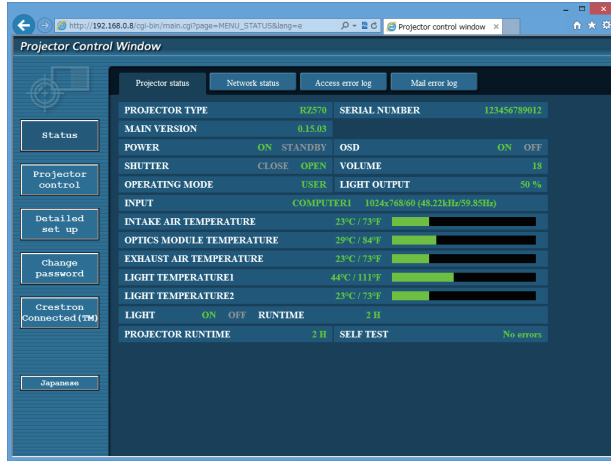 http://192.168.0.8/cgi-bin/main.cgi?page=MENU_STATUS&lang=e
Projector control window
Projector Control Window
Projector status Network status Access error log Mail error log
Status
Projector control
Detailed set up
Change password
Crestron Connected(TM)
Japanese
PROJECTOR TYPE RZ570 SERIAL NUMBER 123456789012
MAIN VERSION 0.15.03
POWER ON STANDBY OSD ON OFF
SHUTTER CLOSE OPEN VOLUME 18
OPERATING MODE USER LIGHT OUTPUT 50 %
INPUT COMPUTER1 1024x768/60 (48.22kHz/59.85Hz)
INTAKE AIR TEMPERATURE 23°C / 73°F
OPTICS MODULE TEMPERATURE 29°C / 84°F
EXHAUST AIR TEMPERATURE 23°C / 73°F
LIGHT TEMPERATURE1 44°C / 111°F
LIGHT TEMPERATURE2 23°C / 73°F
LIGHT ON OFF RUNTIME 2 H
PROJECTOR RUNTIME 2 H SELF TEST No errors